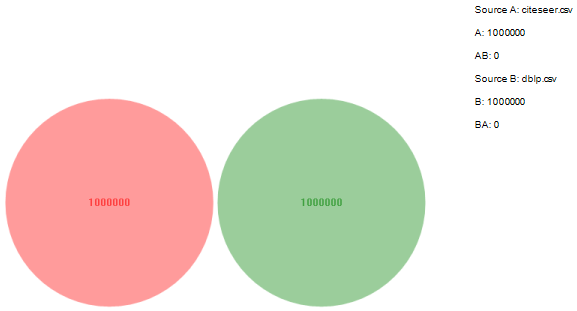 Source A: citeseer.csv
A: 1000000
AB: 0
Source B: dblp.csv
B: 1000000
BA: 0
1000000
1000000